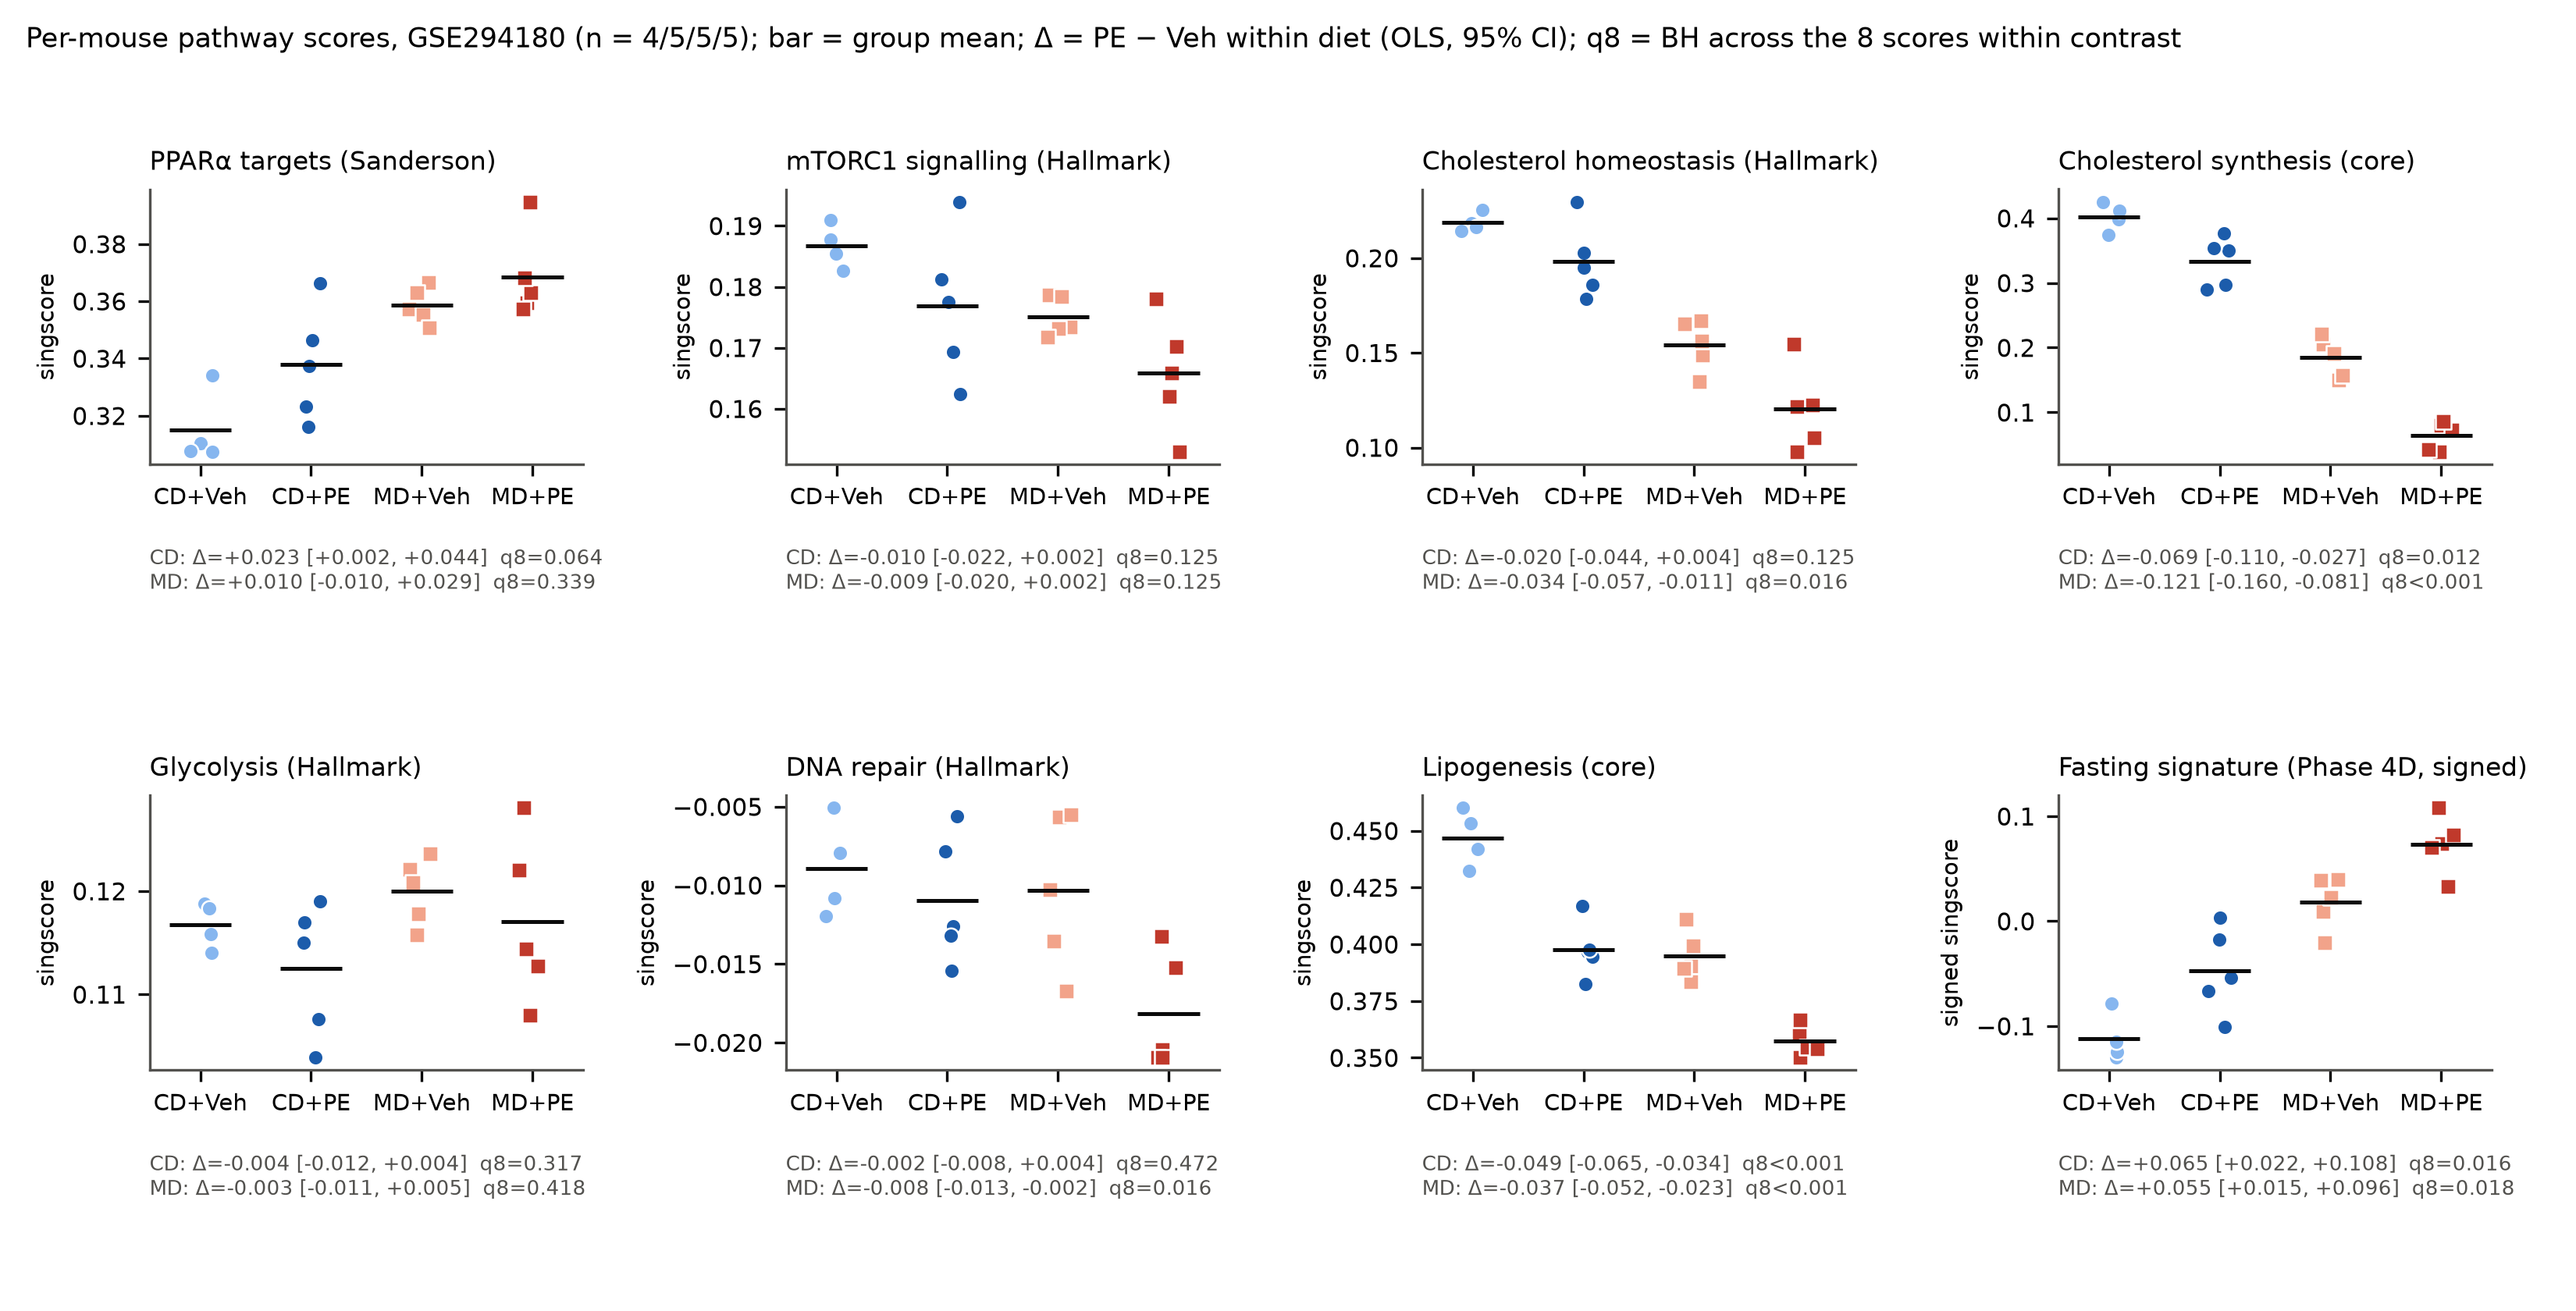 Per-mouse pathway scores, GSE294180 (n = 4/5/5/5); bar = group mean; Δ = PE − Veh within diet (OLS, 95% CI); q8 = BH across the 8 scores within contrast
PPARα targets (Sanderson)
singscore
0.38
0.36
0.34
0.32
CD+Veh CD+PE MD+Veh MD+PE
CD: Δ=+0.023 [+0.002, +0.044] q8=0.064
MD: Δ=+0.010 [-0.010, +0.029] q8=0.339
mTORC1 signalling (Hallmark)
singscore
0.19
0.18
0.17
0.16
CD+Veh CD+PE MD+Veh MD+PE
CD: Δ=-0.010 [-0.022, +0.002] q8=0.125
MD: Δ=-0.009 [-0.020, +0.002] q8=0.125
Cholesterol homeostasis (Hallmark)
singscore
0.20
0.15
0.10
CD+Veh CD+PE MD+Veh MD+PE
CD: Δ=-0.020 [-0.044, +0.004] q8=0.125
MD: Δ=-0.034 [-0.057, -0.011] q8=0.016
Cholesterol synthesis (core)
singscore
0.4
0.3
0.2
0.1
CD+Veh CD+PE MD+Veh MD+PE
CD: Δ=-0.069 [-0.110, -0.027] q8=0.012
MD: Δ=-0.121 [-0.160, -0.081] q8<0.001
Glycolysis (Hallmark)
singscore
0.12
0.11
CD+Veh CD+PE MD+Veh MD+PE
CD: Δ=-0.004 [-0.012, +0.004] q8=0.317
MD: Δ=-0.003 [-0.011, +0.005] q8=0.418
DNA repair (Hallmark)
singscore
−0.005
−0.010
−0.015
−0.020
CD+Veh CD+PE MD+Veh MD+PE
CD: Δ=-0.002 [-0.008, +0.004] q8=0.472
MD: Δ=-0.008 [-0.013, -0.002] q8=0.016
Lipogenesis (core)
singscore
0.450
0.425
0.400
0.375
0.350
CD+Veh CD+PE MD+Veh MD+PE
CD: Δ=-0.049 [-0.065, -0.034] q8<0.001
MD: Δ=-0.037 [-0.052, -0.023] q8<0.001
Fasting signature (Phase 4D, signed)
signed singscore
0.1
0.0
−0.1
CD+Veh CD+PE MD+Veh MD+PE
CD: Δ=+0.065 [+0.022, +0.108] q8=0.016
MD: Δ=+0.055 [+0.015, +0.096] q8=0.018